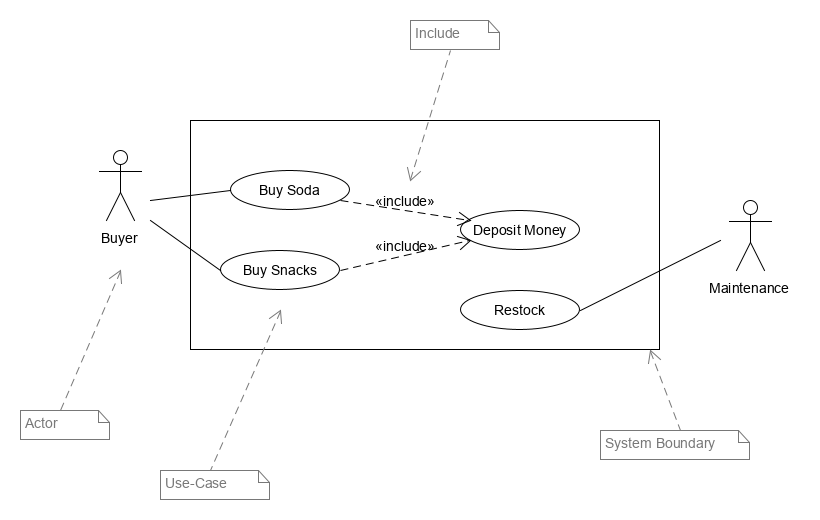 Include
Buy Soda
«include»
Deposit Money
Buyer
«include»
Buy Snacks
Maintenance
Restock
Actor
System Boundary
Use-Case